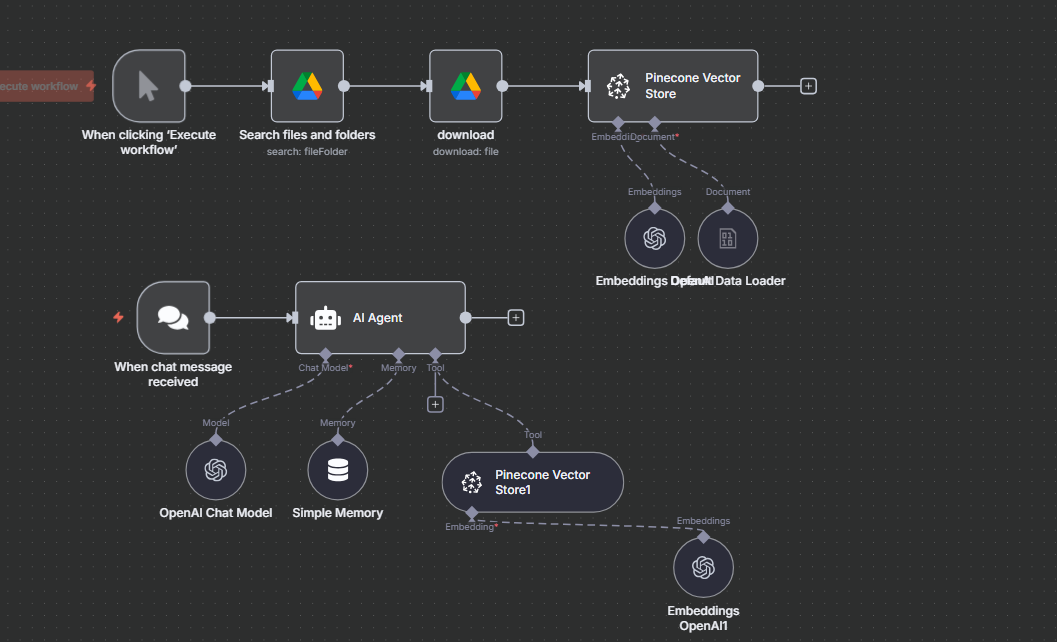 ecute workflow
Pinecone Vector
Store
When clicking 'Execute
workflow'
Search files and folders
search: fileFolder
download
download: file
Document*
Embeddings
Document
Embeddings OpenAI
Default Data Loader
AI Agent
When chat message
received
Chat Model*
Memory
Tool
Model
Memory
Tool
Pinecone Vector
Store1
OpenAI Chat Model
Simple Memory
Embedding*
Embeddings
Embeddings
OpenAI1